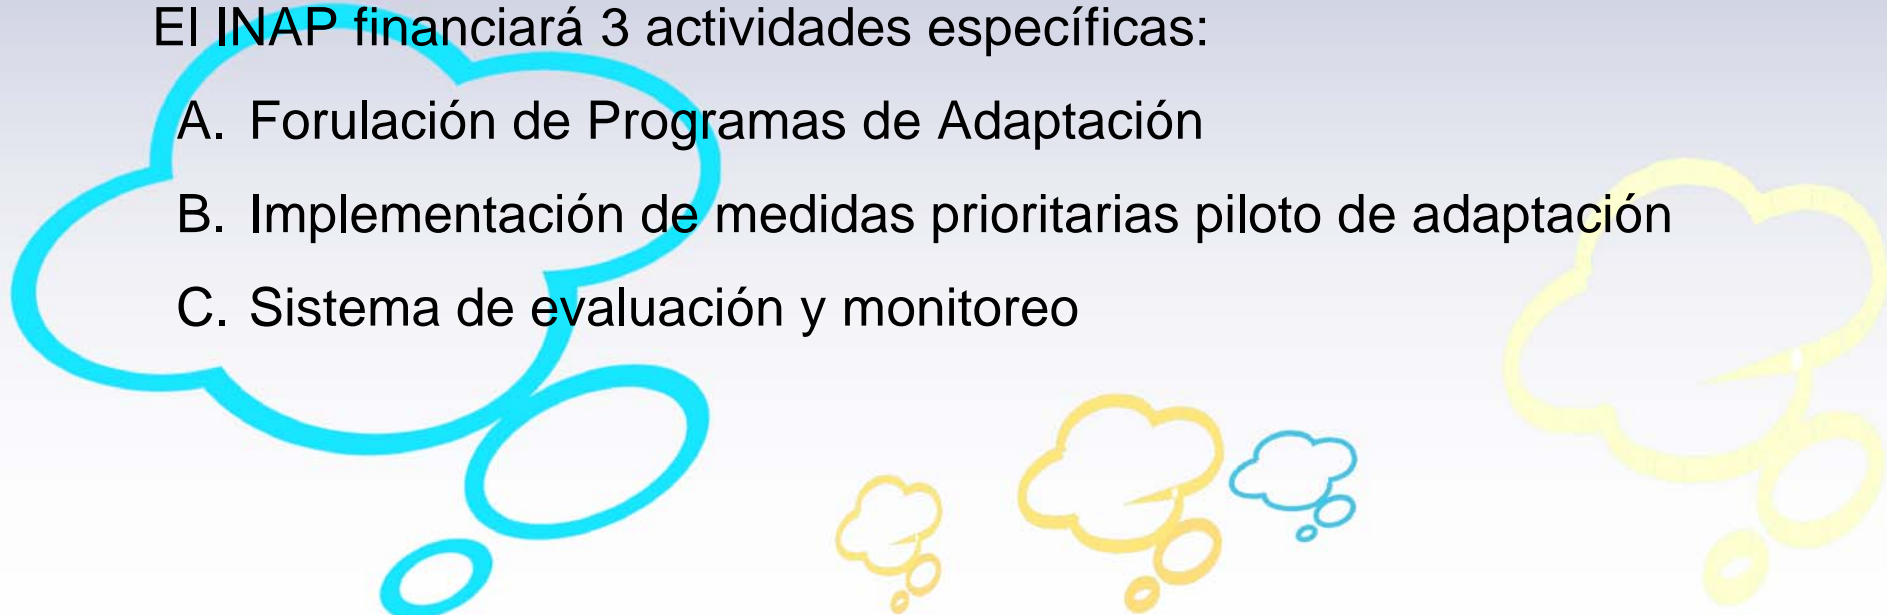 El INAP financiará 3 actividades específicas:
A. Forulación de Programas de Adaptación
B. Implementación de medidas prioritarias piloto de adaptación
C. Sistema de evaluación y monitoreo